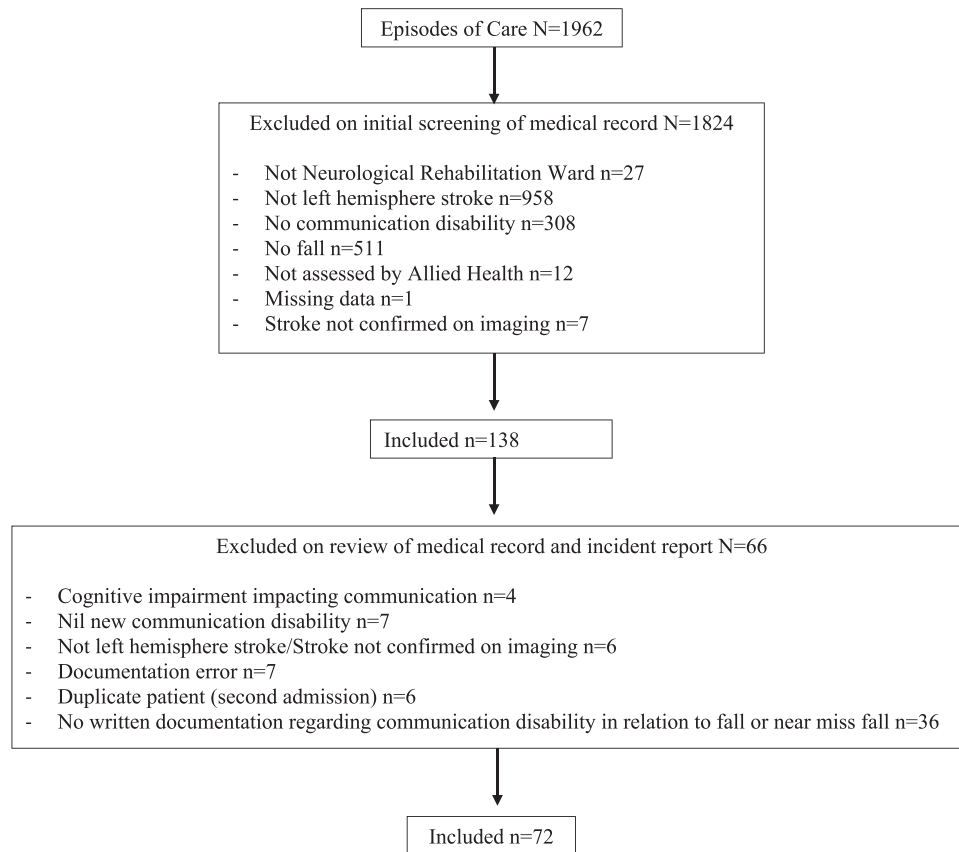 Episodes of Care N=1962
Excluded on initial screening of medical record N=1824
- Not Neurological Rehabilitation Ward n=27
- Not left hemisphere stroke n=958
- No communication disability n=308
- No fall n=511
- Not assessed by Allied Health n=12
- Missing data n=1
- Stroke not confirmed on imaging n=7
Included n=138
Excluded on review of medical record and incident report N=66
- Cognitive impairment impacting communication n=4
- Nil new communication disability n=7
- Not left hemisphere stroke/Stroke not confirmed on imaging n=6
- Documentation error n=7
- Duplicate patient (second admission) n=6
- No written documentation regarding communication disability in relation to fall or near miss fall n=36
Included n=72